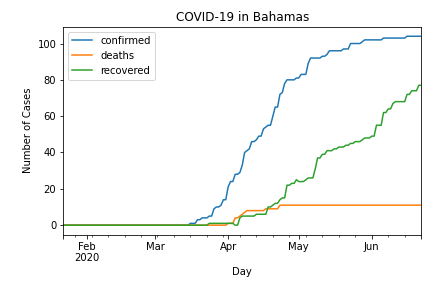 COVID-19 in Bahamas
confirmed
deaths
recovered
Number of Cases
100
80
60
40
20
0
Feb
2020
Mar
Apr
May
Jun
Day